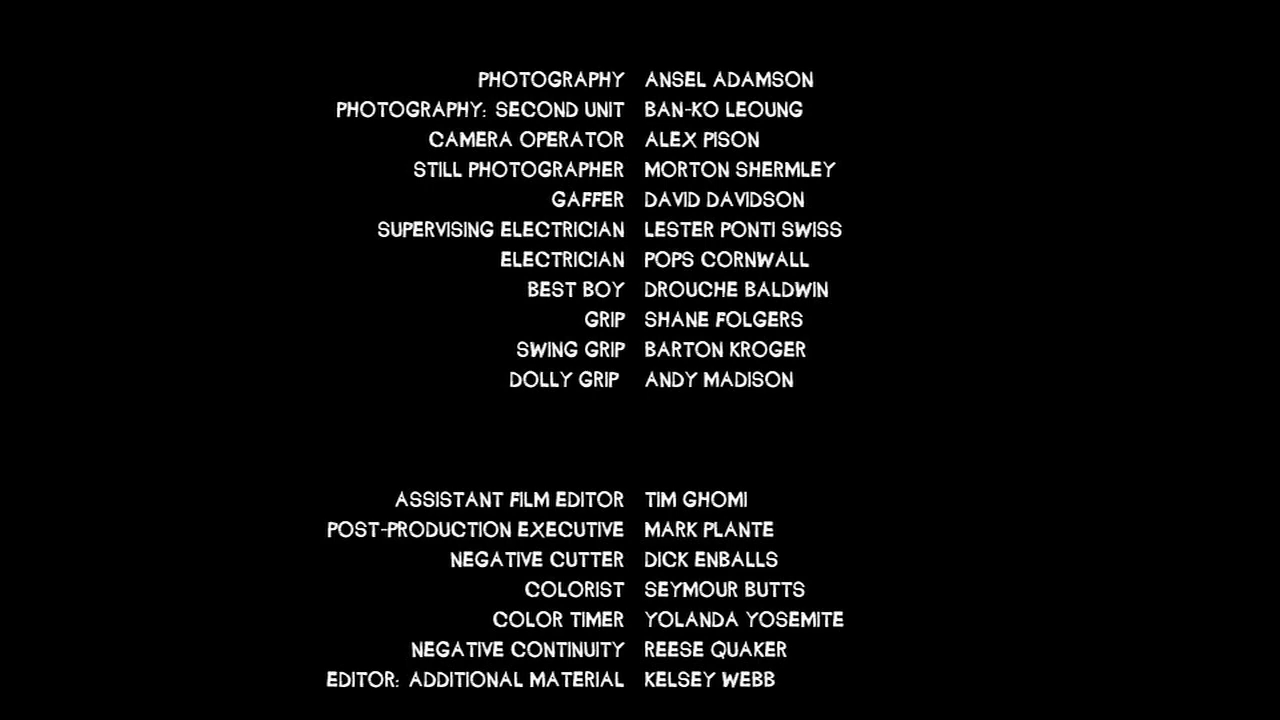 PHOTOGRAPHY ANSEL ADAMSON
PHOTOGRAPHY: SECOND UNIT BAN-KO LEOUNG
CAMERA OPERATOR ALEX PISON
STILL PHOTOGRAPHER MORTON SHERMLEY
GAFFER DAVID DAVIDSON
SUPERVISING ELECTRICIAN LESTER PONTI SWISS
ELECTRICIAN POPS CORNWALL
BEST BOY DROUCHE BALDWIN
GRIP SHANE FOLGERS
SWING GRIP BARTON KROGER
DOLLY GRIP ANDY MADISON
ASSISTANT FILM EDITOR TIM GHOMI
POST-PRODUCTION EXECUTIVE MARK PLANTE
NEGATIVE CUTTER DICK ENBALLS
COLORIST SEYMOUR BUTTS
COLOR TIMER YOLANDA YOSEMITE
NEGATIVE CONTINUITY REESE QUAKER
EDITOR: ADDITIONAL MATERIAL KELSEY WEBB